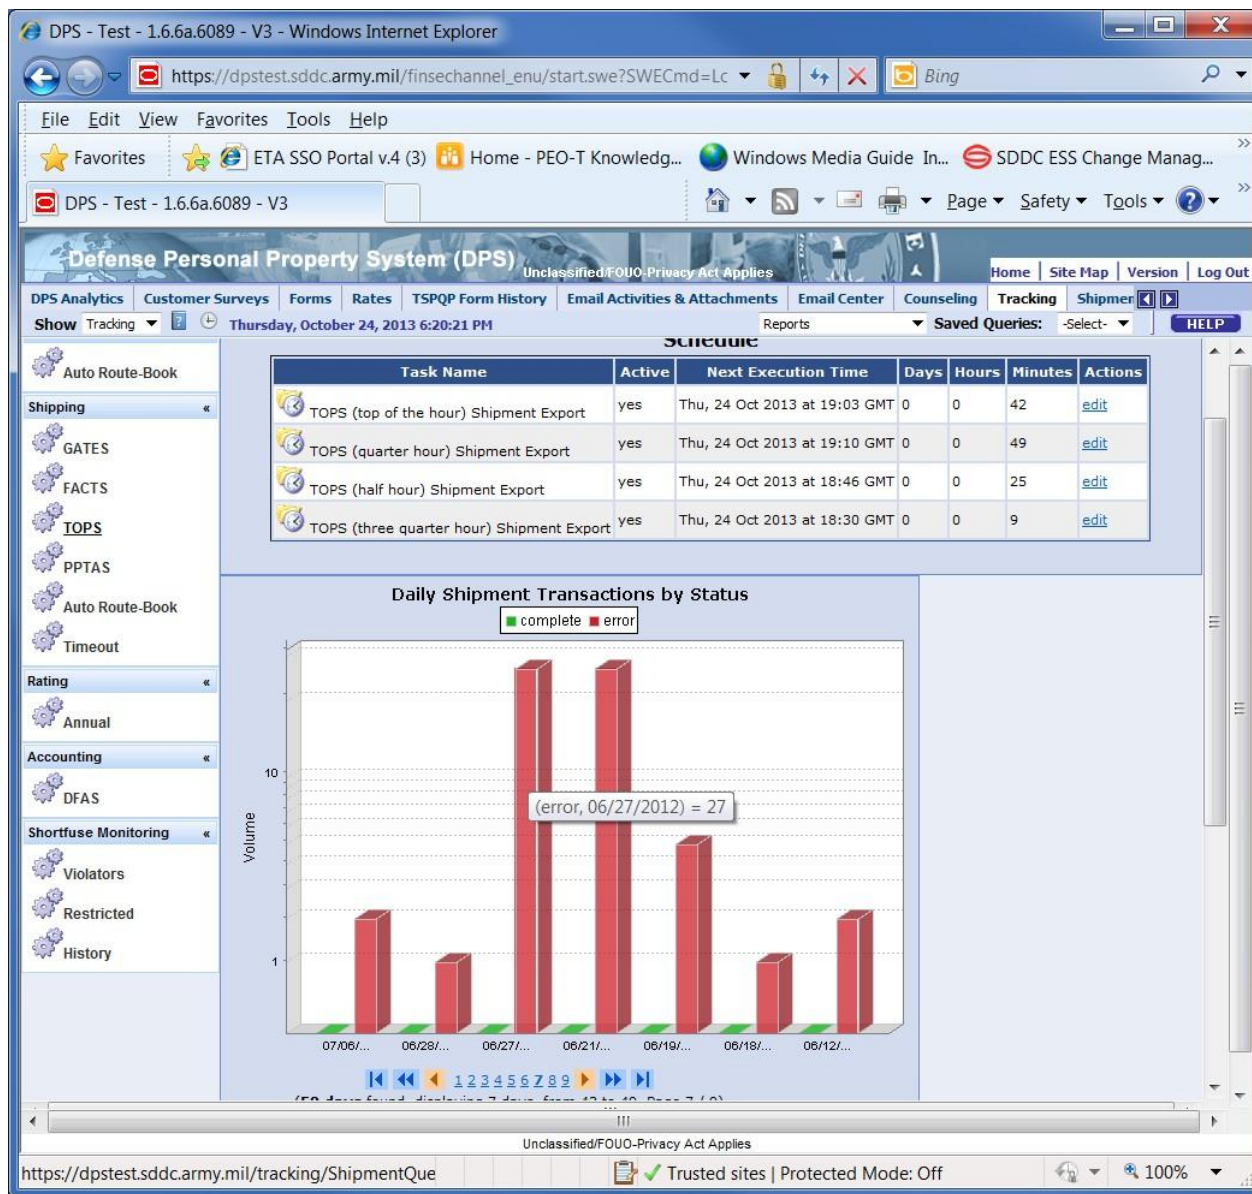 DPS - Test - 1.6.6a.6089 - V3 - Windows Internet Explorer
https://dpstest.sddc.army.mil/finsechannel_enu/start.swe?SWECmd=Lc
Bing
File Edit View Favorites Tools Help
Favorites ETA SSO Portal v.4 (3) Home - PEO-T Knowledg... Windows Media Guide In... SDDC ESS Change Manag...
DPS - Test - 1.6.6a.6089 - V3
Page Safety Tools
Defense Personal Property System (DPS)
Unclassified/FOUO-Privacy Act Applies
Home | Site Map | Version | Log Out
DPS Analytics Customer Surveys Forms Rates TSPQP Form History Email Activities & Attachments Email Center Counseling Tracking Shipmen
Show Tracking Thursday, October 24, 2013 6:20:21 PM Reports Saved Queries: -Select- HELP
Auto Route-Book
Shipping «
GATES
FACTS
TOPS
PPTAS
Auto Route-Book
Timeout
Rating «
Annual
Accounting «
DFAS
Shortfuse Monitoring «
Violators
Restricted
History
Schedule
Task Name Active Next Execution Time Days Hours Minutes Actions
TOPS (top of the hour) Shipment Export yes Thu, 24 Oct 2013 at 19:03 GMT 0 0 42 edit
TOPS (quarter hour) Shipment Export yes Thu, 24 Oct 2013 at 19:10 GMT 0 0 49 edit
TOPS (half hour) Shipment Export yes Thu, 24 Oct 2013 at 18:46 GMT 0 0 25 edit
TOPS (three quarter hour) Shipment Export yes Thu, 24 Oct 2013 at 18:30 GMT 0 0 9 edit
Daily Shipment Transactions by Status
complete error
10
(error, 06/27/2012) = 27
Volume
1
07/06/... 06/28/... 06/27/... 06/21/... 06/19/... 06/18/... 06/12/...
1 2 3 4 5 6 7 8 9
Unclassified/FOUO-Privacy Act Applies
https://dpstest.sddc.army.mil/tracking/ShipmentQue
Trusted sites | Protected Mode: Off
100%